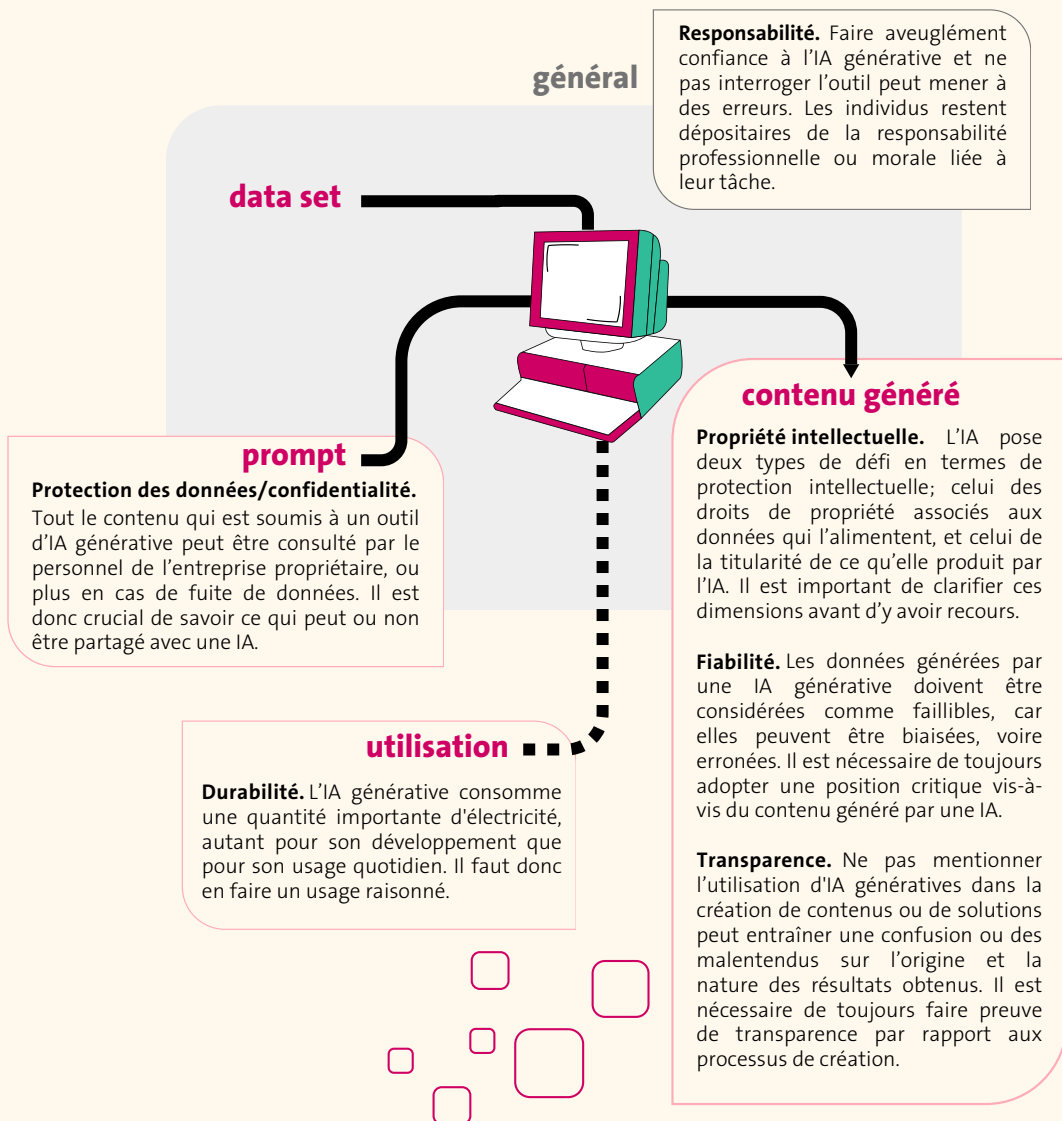 général
Responsabilité. Faire aveuglément
confiance à l’IA générative et ne
pas interroger l’outil peut mener à
des erreurs. Les individus restent
dépositaires de la responsabilité
professionnelle ou morale liée à
leur tâche.
data set
prompt
Protection des données/confidentialité.
Tout le contenu qui est soumis à un outil
d’IA générative peut être consulté par le
personnel de l’entreprise propriétaire, ou
plus en cas de fuite de données. Il est
donc crucial de savoir ce qui peut ou non
être partagé avec une IA.
utilisation
Durabilité. L’IA générative consomme
une quantité importante d'électricité,
autant pour son développement que
pour son usage quotidien. Il faut donc
en faire un usage raisonné.
contenu généré
Propriété intellectuelle. L’IA pose
deux types de défi en termes de
protection intellectuelle; celui des
droits de propriété associés aux
données qui l’alimentent, et celui de
la titularité de ce qu’elle produit par
l’IA. Il est important de clarifier ces
dimensions avant d’y avoir recours.
Fiabilité. Les données générées par
une IA générative doivent être
considérées comme faillibles, car
elles peuvent être biaisées, voire
erronées. Il est nécessaire de toujours
adopter une position critique vis-à-
vis du contenu généré par une IA.
Transparence. Ne pas mentionner
l’utilisation d'IA génératives dans la
création de contenus ou de solutions
peut entraîner une confusion ou des
malentendus sur l’origine et la
nature des résultats obtenus. Il est
nécessaire de toujours faire preuve
de transparence par rapport aux
processus de création.